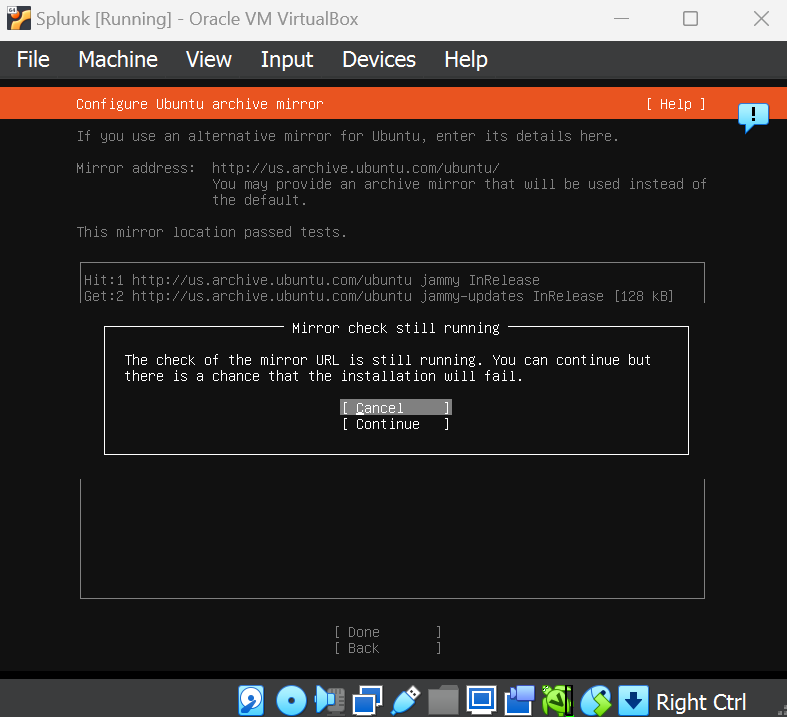 Splunk [Running] - Oracle VM VirtualBox
File Machine View Input Devices Help
Configure Ubuntu archive mirror [ Help ]
If you use an alternative mirror for Ubuntu, enter its details here.
Mirror address: http://us.archive.ubuntu.com/ubuntu/
You may provide an archive mirror that will be used instead of
the default.
This mirror location passed tests.
Hit:1 http://us.archive.ubuntu.com/ubuntu jammy InRelease
Get:2 http://us.archive.ubuntu.com/ubuntu jammy-updates InRelease [128 kB]
Mirror check still running
The check of the mirror URL is still running. You can continue but
there is a chance that the installation will fail.
[ Cancel ]
[ Continue ]
[ Done ]
[ Back ]
Right Ctrl